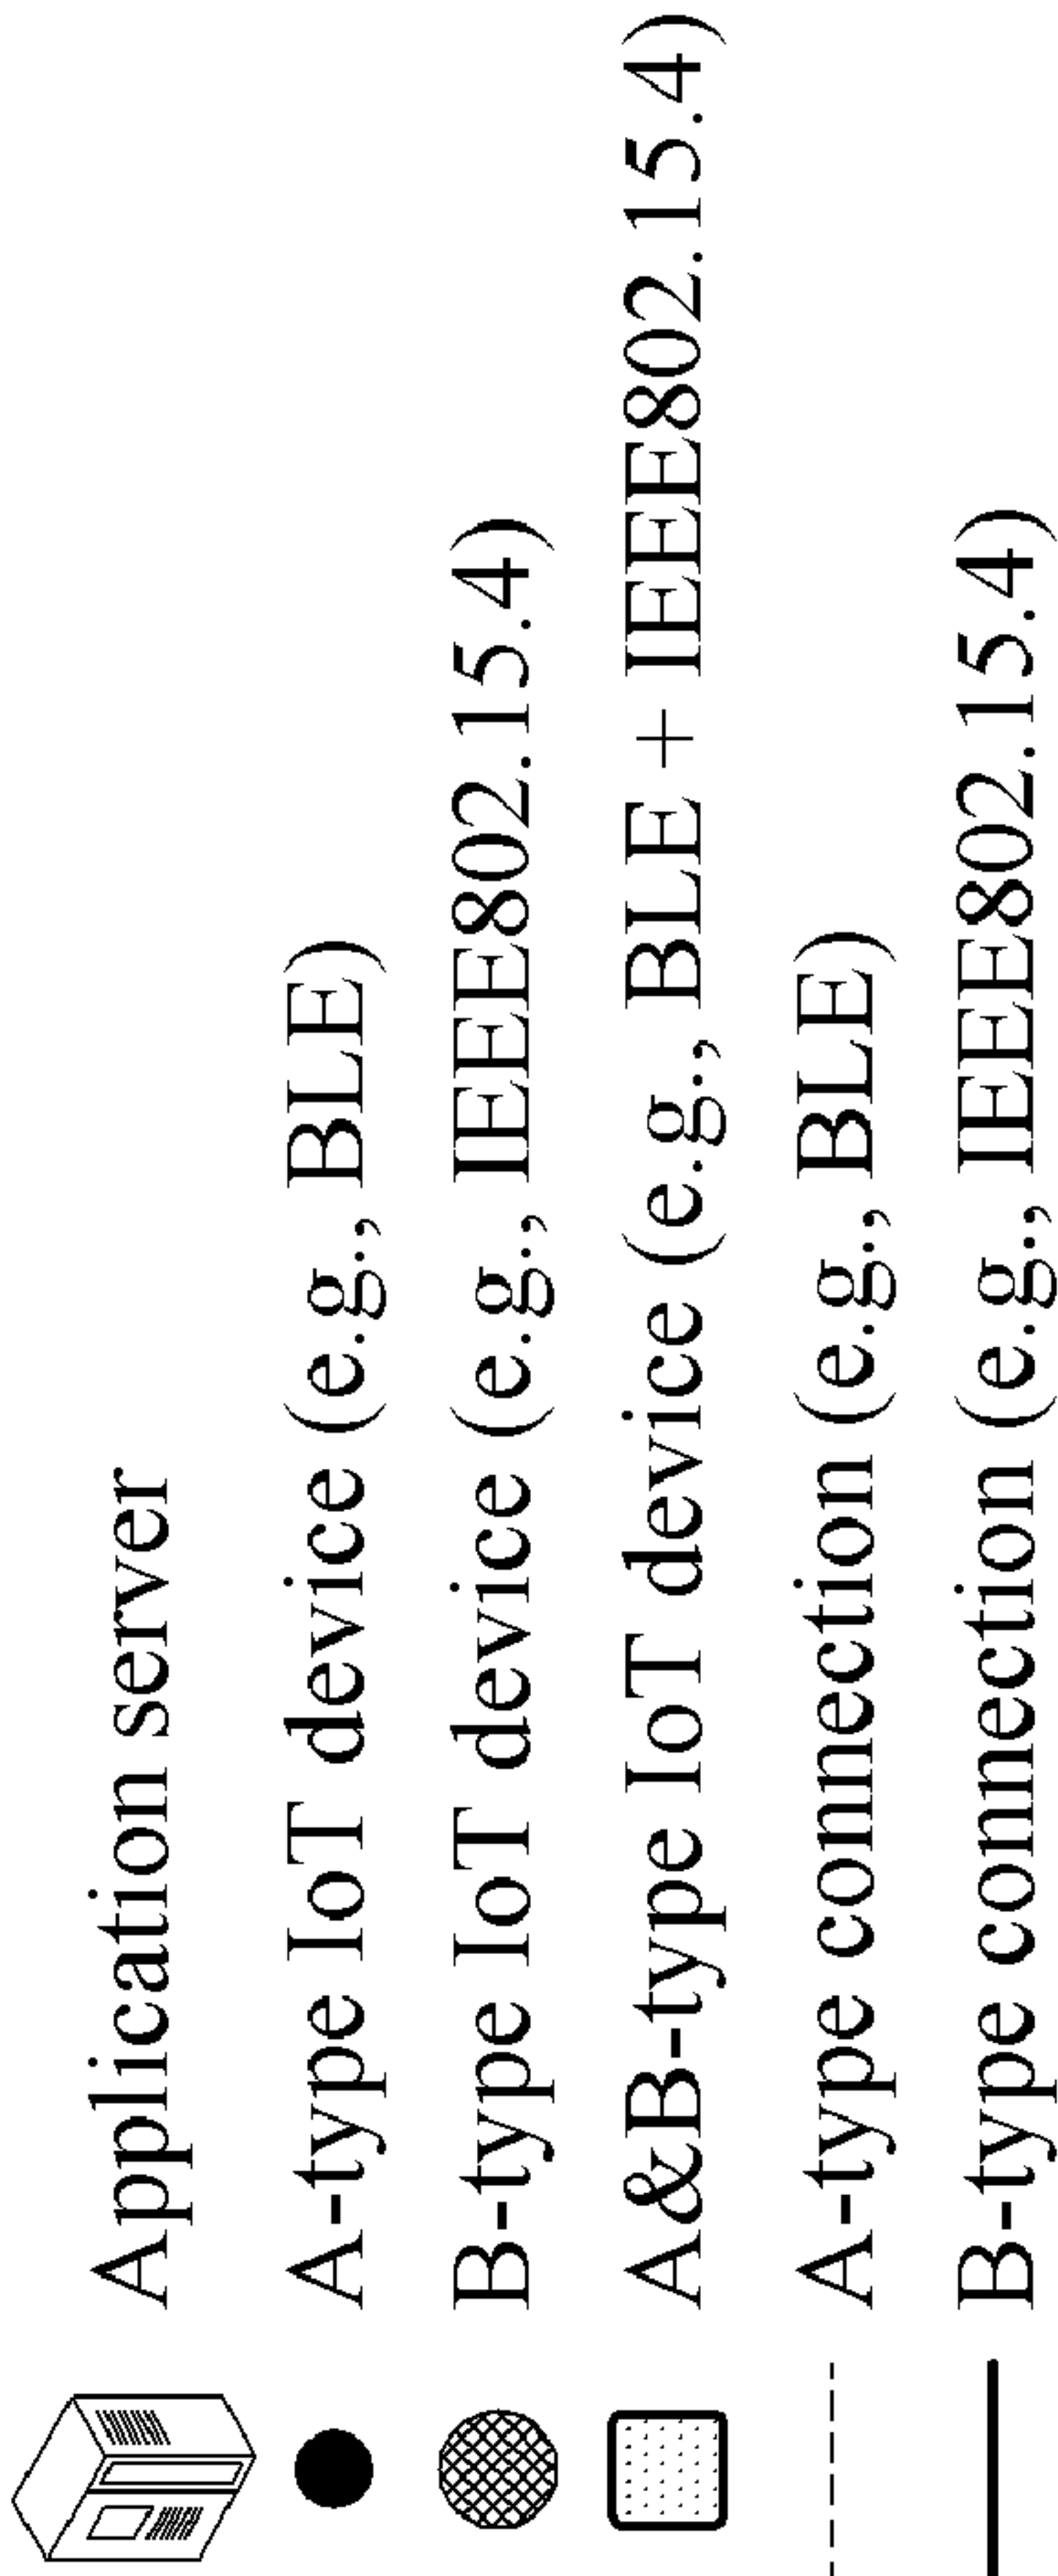 Application server
A-type IoT device (e.g., BLE)
B-type IoT device (e.g., IEEE802.15.4)
A&B-type IoT device (e.g., BLE + IEEE802.15.4)
A-type connection (e.g., BLE)
B-type connection (e.g., IEEE802.15.4)